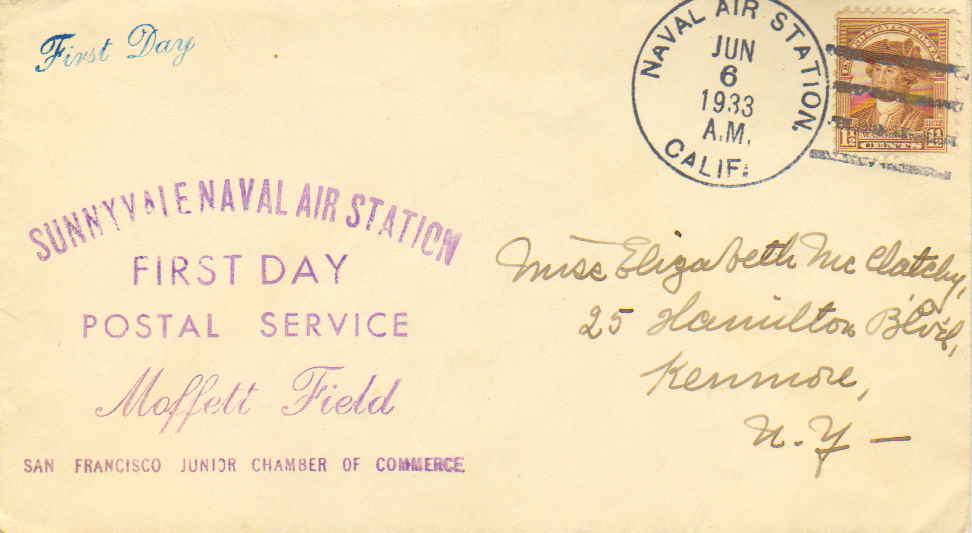 First Day
NAVAL AIR STATION,
JUN
6
1933
A.M.
CALIF.
SUNNYVALE NAVAL AIR STATION
FIRST DAY
POSTAL SERVICE
Moffett Field
SAN FRANCISCO JUNIOR CHAMBER OF COMMERCE
Miss Elizabeth McClatchy,
25 Hamilton Blvd,
Kenmore,
N.Y—